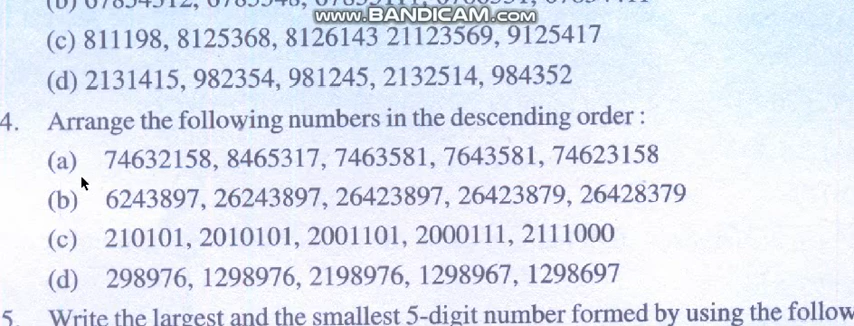 www.BANDICAM.com
(c) 811198, 8125368, 8126143 21123569, 9125417
(d) 2131415, 982354, 981245, 2132514, 984352
4. Arrange the following numbers in the descending order :
(a) 74632158, 8465317, 7463581, 7643581, 74623158
(b) 6243897, 26243897, 26423897, 26423879, 26428379
(c) 210101, 2010101, 2001101, 2000111, 2111000
(d) 298976, 1298976, 2198976, 1298967, 1298697
5. Write the largest and the smallest 5-digit number formed by using the follow